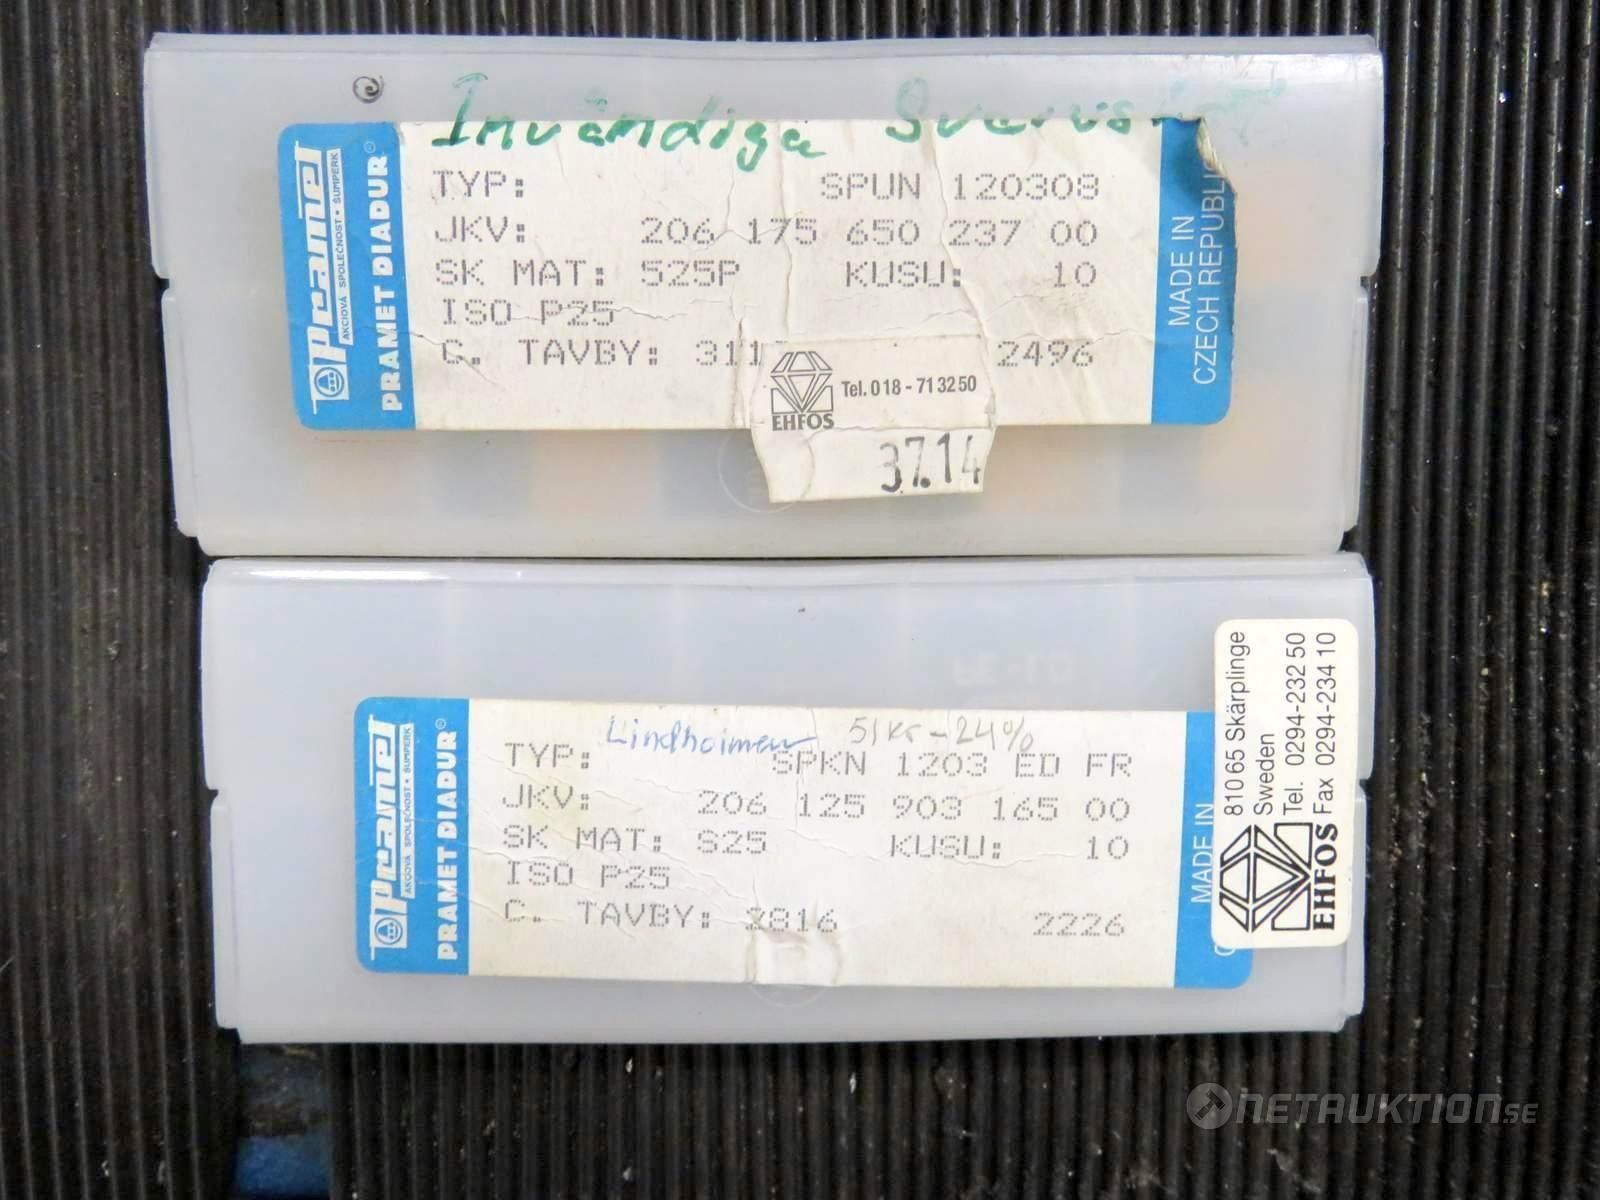 Invändiga
Pramet
AKCIOVÁ SPOLEČNOST • ŠUMPERK
PRAMET DIADUR®
TYP: SPUN 120308
JKV: 206 175 650 237 00
SK MAT: S25P KUSU: 10
ISO P25
C. TAVBY: 311 2496
MADE IN
CZECH REPUBLIC
EHFOS
Tel. 018 - 71 32 50
37.14
Pramet
AKCIOVÁ SPOLEČNOST • ŠUMPERK
PRAMET DIADUR®
51 kr - 24%
TYP: SPKN 1203 ED FR
JKV: 206 125 903 165 00
SK MAT: S25 KUSU: 10
ISO P25
C. TAVBY: 2816 2226
MADE IN
810 65 Skärplinge
Sweden
Tel. 0294-232 50
Fax 0294-234 10
EHFOS
NETAUKTION.SE